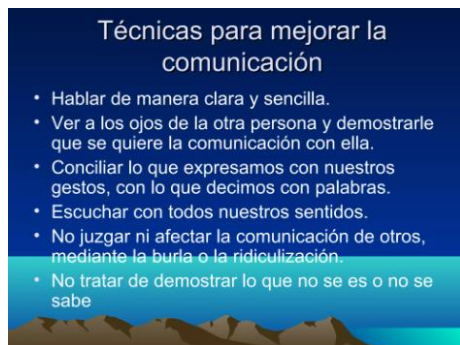 Técnicas para mejorar la
comunicación
• Hablar de manera clara y sencilla.
• Ver a los ojos de la otra persona y demostrarle
que se quiere la comunicación con ella.
• Conciliar lo que expresamos con nuestros
gestos, con lo que decimos con palabras.
• Escuchar con todos nuestros sentidos.
• No juzgar ni afectar la comunicación de otros,
mediante la burla o la ridiculización.
• No tratar de demostrar lo que no se es o no se
sabe